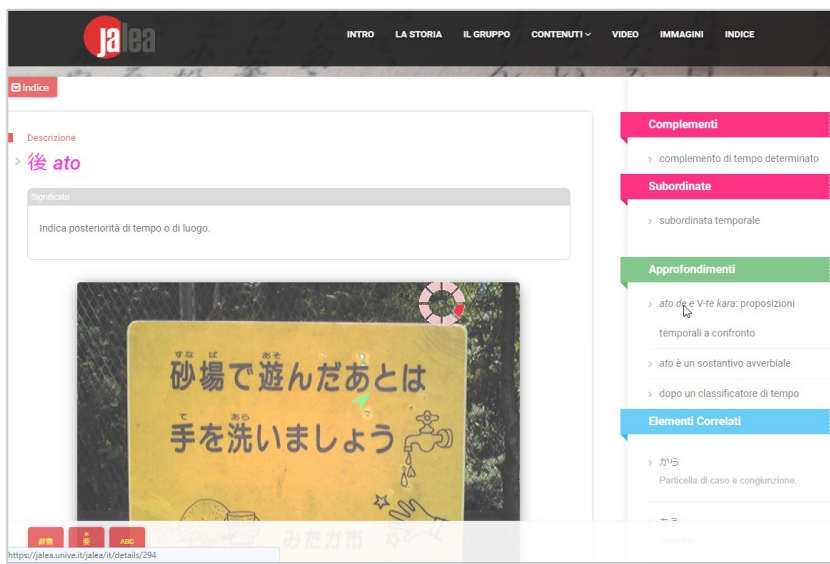 jalea
INTRO LA STORIA IL GRUPPO CONTENUTI VIDEO IMMAGINI INDICE
indice
Descrizione
後 ato
Significato
Indica posteriorità di tempo o di luogo.
すな ば あそ
砂場で遊んだあとは
て あら
手を洗いましょう
みたか市
辞書
ABC
https://jalea.unive.it/jalea/it/details/294
Complementi
complemento di tempo determinato
Subordinate
subordinata temporale
Approfondimenti
ato de e V-te kara: proposizioni
temporali a confronto
ato è un sostantivo avverbiale
dopo un classificatore di tempo
Elementi Correlati
から
Particella di caso e congiunzione.